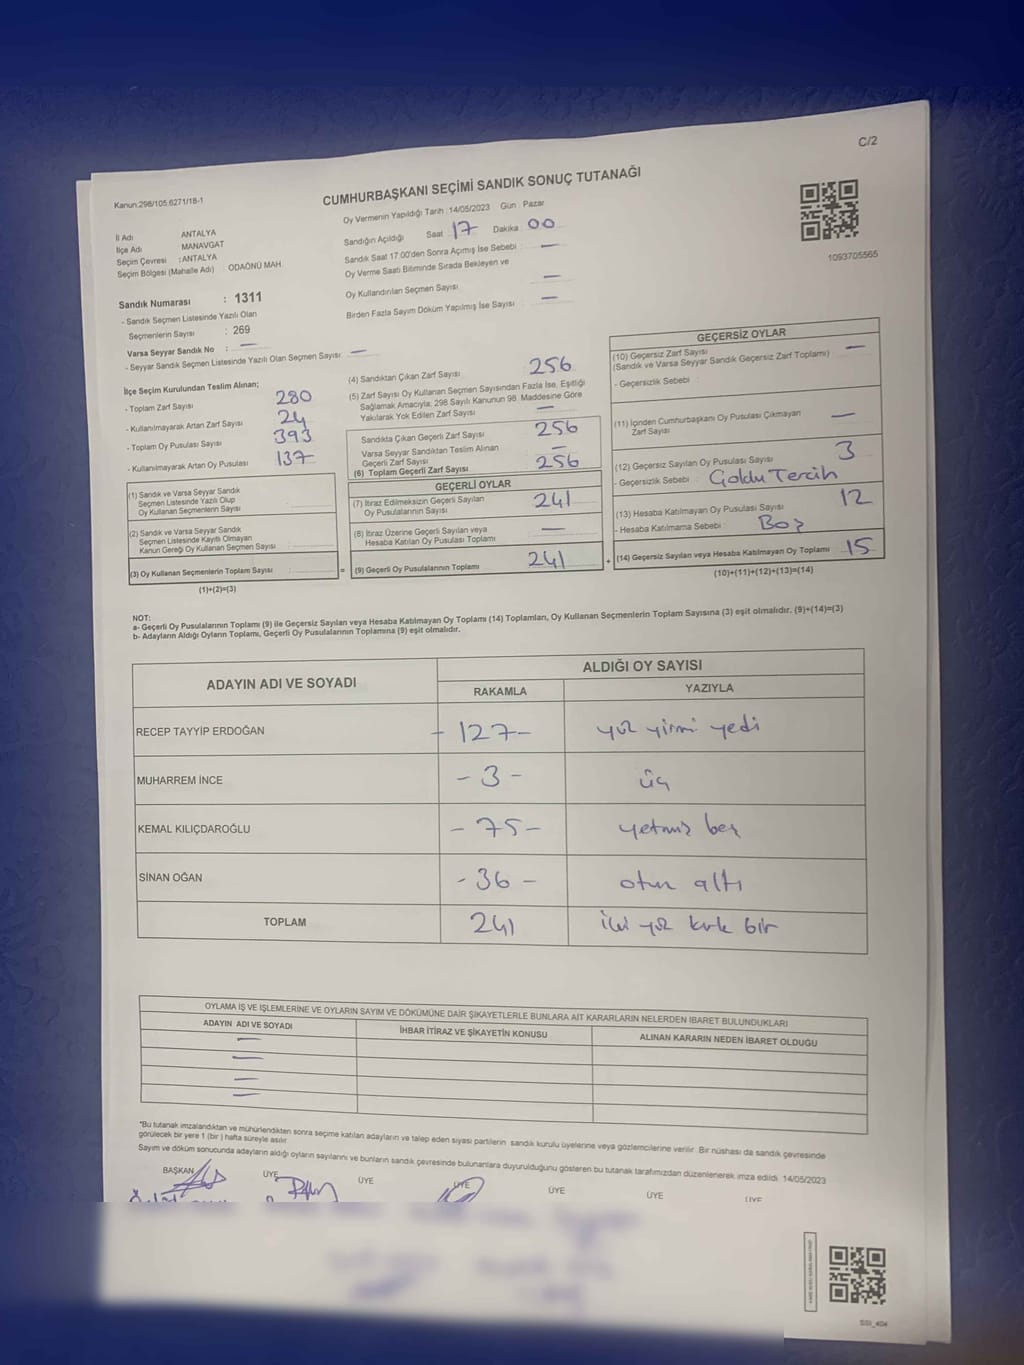 C/2
Kanun.298/105,6271/18-1
CUMHURBAŞKANI SEÇİMİ SANDIK SONUÇ TUTANAĞI
Oy Vermenin Yapıldığı Tarih :14/05/2023 Gün : Pazar
İl Adı ANTALYA
İlçe Adı : MANAVGAT
Seçim Çevresi : ANTALYA
Seçim Bölgesi (Mahalle Adı) : ODAÖNÜ MAH.
Sandığın Açıldığı Saat 17 Dakika 00
Sandık Saat 17:00'den Sonra Açımış İse Sebebi : —
Oy Verme Saati Bitiminde Sırada Bekleyen ve
Oy Kullandırılan Seçmen Sayısı —
Birden Fazla Sayım Döküm Yapılmış İse Sayısı : —
1093705565
Sandık Numarası : 1311
- Sandık Seçmen Listesinde Yazılı Olan
Seçmenlerin Sayısı : 269
Varsa Seyyar Sandık No : —
- Seyyar Sandık Seçmen Listesinde Yazılı Olan Seçmen Sayısı: —
İlçe Seçim Kurulundan Teslim Alınan;
- Toplam Zarf Sayısı 280
- Kullanılmayarak Artan Zarf Sayısı 24
- Toplam Oy Pusulası Sayısı 393
- Kullanılmayarak Artan Oy Pusulası 137
(1) Sandık ve Varsa Seyyar Sandık
Seçmen Listesinde Yazılı Olup
Oy Kullanan Seçmenlerin Sayısı
(2) Sandık ve Varsa Seyyar Sandık
Seçmen Listesinde Kayıtlı Olmayan
Kanun Gereği Oy Kullanan Seçmen Sayısı
(3) Oy Kullanan Seçmenlerin Toplam Sayısı =
(1)+(2)=(3)
(4) Sandıktan Çıkan Zarf Sayısı 256
(5) Zarf Sayısı Oy Kullanan Seçmen Sayısından Fazla İse, Eşitliği
Sağlamak Amacıyla; 298 Sayılı Kanunun 98. Maddesine Göre
Yakılarak Yok Edilen Zarf Sayısı —
Sandıkla Çıkan Geçerli Zarf Sayısı 256
Varsa Seyyar Sandıktan Teslim Alınan
Geçerli Zarf Sayısı —
(6) Toplam Geçerli Zarf Sayısı 256
GEÇERLİ OYLAR
(7) İtiraz Edilmeksizin Geçerli Sayılan
Oy Pusulalarının Sayısı 241
(8) İtiraz Üzerine Geçerli Sayılan veya
Hesaba Katılan Oy Pusulası Toplamı —
(9) Geçerli Oy Pusulalarının Toplamı 241 +
GEÇERSİZ OYLAR
(10) Geçersiz Zarf Sayısı —
(Sandık ve Varsa Seyyar Sandık Geçersiz Zarf Toplamı)
- Geçersizlik Sebebi :
(11) İçinden Cumhurbaşkanı Oy Pusulası Çıkmayan
Zarf Sayısı —
(12) Geçersiz Sayılan Oy Pusulası Sayısı 3
- Geçersizlik Sebebi : Çoklu Tercih
(13) Hesaba Katılmayan Oy Pusulası Sayısı 12
- Hesaba Katılmama Sebebi : Boş
(14) Geçersiz Sayılan veya Hesaba Katılmayan Oy Toplamı 15
(10)+(11)+(12)+(13)=(14)
NOT:
a- Geçerli Oy Pusulalarının Toplamı (9) ile Geçersiz Sayılan veya Hesaba Katılmayan Oy Toplamı (14) Toplamları, Oy Kullanan Seçmenlerin Toplam Sayısına (3) eşit olmalıdır. (9)+(14)=(3)
b- Adayların Aldığı Oyların Toplamı, Geçerli Oy Pusulalarının Toplamına (9) eşit olmalıdır.
ADAYIN ADI VE SOYADI ALDIĞI OY SAYISI
RAKAMLA YAZIYLA
RECEP TAYYİP ERDOĞAN - 127- yüz yirmi yedi
MUHARREM İNCE - 3 - üç
KEMAL KILIÇDAROĞLU - 75 - yetmiş beş
SİNAN OĞAN - 36 - otuz altı
TOPLAM 241 iki yüz kırk bir
OYLAMA İŞ VE İŞLEMLERİNE VE OYLARIN SAYIM VE DÖKÜMÜNE DAİR ŞİKAYETLERLE BUNLARA AİT KARARLARIN NELERDEN İBARET BULUNDUKLARI
ADAYIN ADI VE SOYADI İHBAR İTİRAZ VE ŞİKAYETİN KONUSU ALINAN KARARIN NEDEN İBARET OLDUĞU
—
—
—
—
*Bu tutanak imzalandıktan ve mühürlendikten sonra seçime katılan adayların ve talep eden siyasi partilerin sandık kurulu üyelerine veya gözlemcilerine verilir. Bir nüshası da sandık çevresinde
görülecek bir yere 1 (bir ) hafta süreyle asılır.
Sayım ve döküm sonucunda adayların aldığı oyların sayılarını ve bunların sandık çevresinde bulunanlara duyurulduğunu gösteren bu tutanak tarafımızdan düzenlenerek imza edildi. 14/05/2023
BAŞKAN ÜYE ÜYE ÜYE ÜYE ÜYE ÜYE